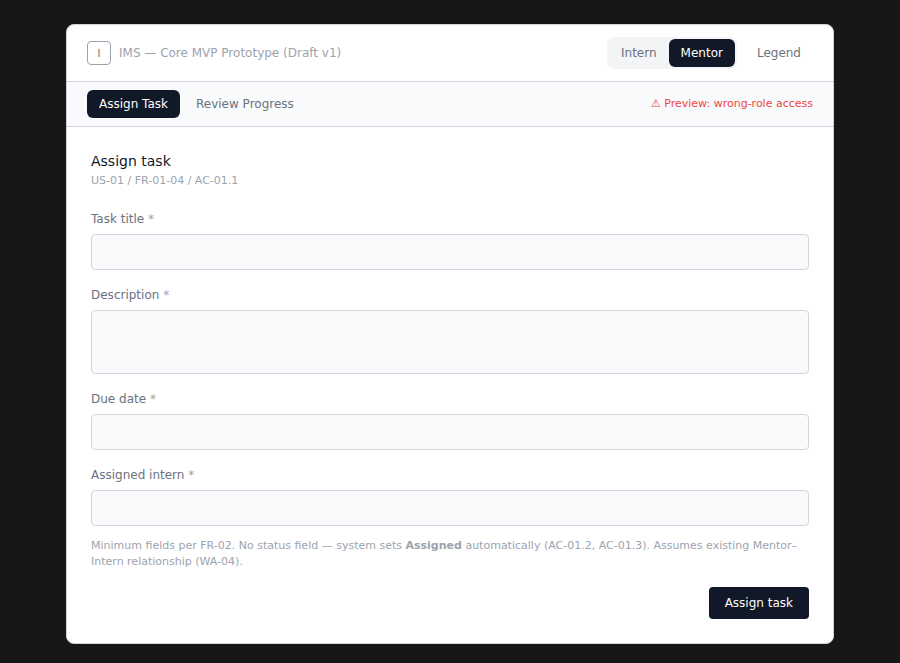 I IMS — Core MVP Prototype (Draft v1) Intern Mentor Legend
Assign Task Review Progress ⚠ Preview: wrong-role access
Assign task
US-01 / FR-01-04 / AC-01.1
Task title *
Description *
Due date *
Assigned intern *
Minimum fields per FR-02. No status field — system sets Assigned automatically (AC-01.2, AC-01.3). Assumes existing Mentor–
Intern relationship (WA-04).
Assign task